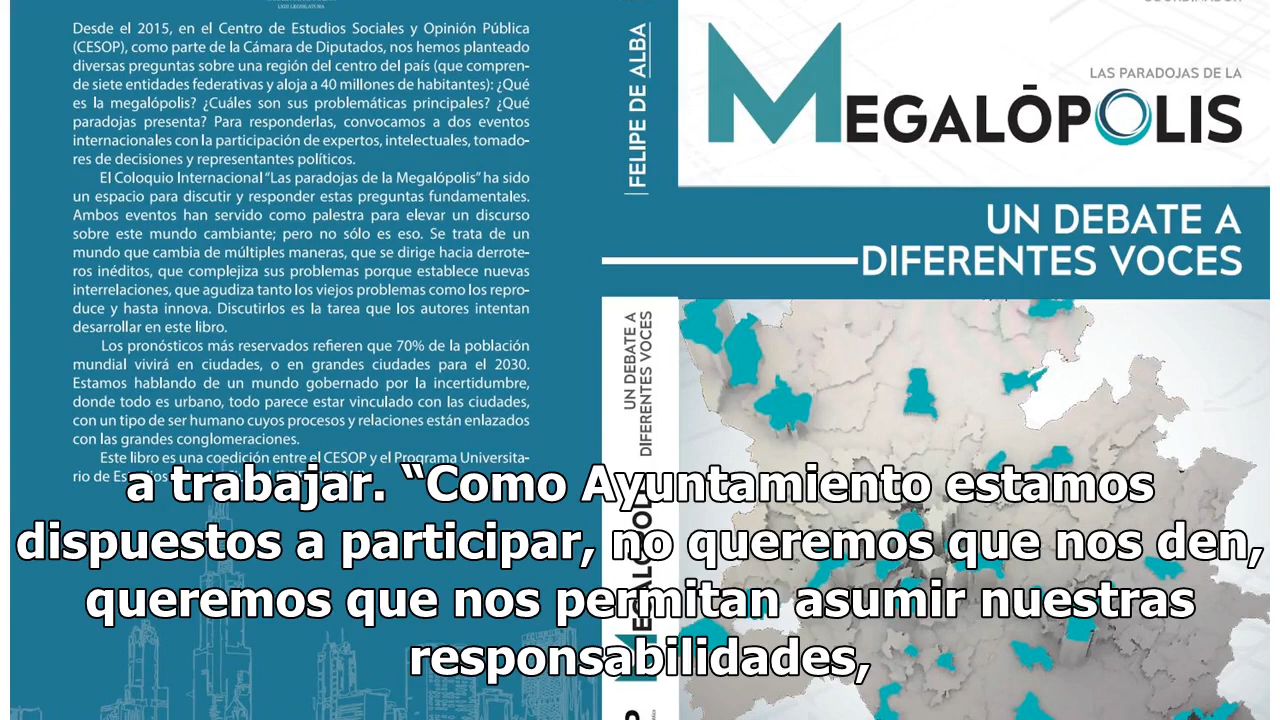 LXIII LEGISLATURA
Desde el 2015, en el Centro de Estudios Sociales y Opinión Pública
(CESOP), como parte de la Cámara de Diputados, nos hemos planteado
diversas preguntas sobre una región del centro del país (que compren-
de siete entidades federativas y aloja a 40 millones de habitantes): ¿Qué
es la megalópolis? ¿Cuáles son sus problemáticas principales? ¿Qué
paradojas presenta? Para responderlas, convocamos a dos eventos
internacionales con la participación de expertos, intelectuales, tomado-
res de decisiones y representantes políticos.
El Coloquio Internacional "Las paradojas de la Megalópolis" ha sido
un espacio para discutir y responder estas preguntas fundamentales.
Ambos eventos han servido como palestra para elevar un discurso
sobre este mundo cambiante; pero no sólo es eso. Se trata de un
mundo que cambia de múltiples maneras, que se dirige hacia derrote-
ros inéditos, que complejiza sus problemas porque establece nuevas
interrelaciones, que agudiza tanto los viejos problemas como los repro-
duce y hasta innova. Discutirlos es la tarea que los autores intentan
desarrollar en este libro.
Los pronósticos más reservados refieren que 70% de la población
mundial vivirá en ciudades, o en grandes ciudades para el 2030.
Estamos hablando de un mundo gobernado por la incertidumbre,
donde todo es urbano, todo parece estar vinculado con las ciudades,
con un tipo de ser humano cuyos procesos y relaciones están enlazados
con las grandes conglomeraciones.
Este libro es una coedición entre el CESOP y el Programa Universita-
rio de
FELIPE DE ALBA
UN DEBATE A
DIFERENTES VOCES
COORDINADOR
LAS PARADOJAS DE LA
MEGALÓPOLIS
UN DEBATE A
DIFERENTES VOCES
a trabajar. “Como Ayuntamiento estamos
dispuestos a participar, no queremos que nos den,
queremos que nos permitan asumir nuestras
responsabilidades,